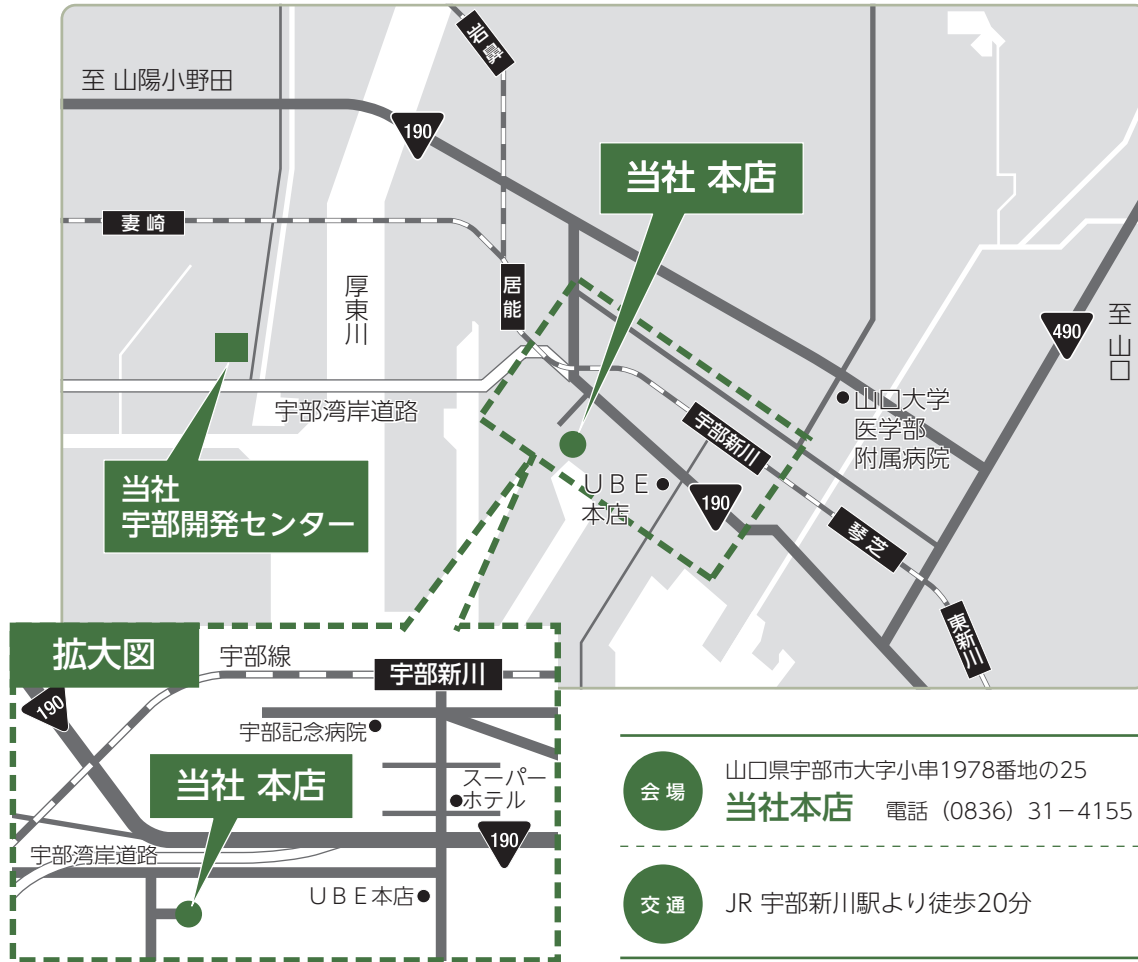 岩鼻
至 山陽小野田
190
当社 本店
妻崎
居能
厚東川
490
至山口
宇部湾岸道路
山口大学
医学部
附属病院
宇部新川
当社
宇部開発センター
UBE
本店
190
琴芝
東新川
拡大図
宇部線
宇部新川
190
宇部記念病院
当社 本店
スーパー
ホテル
190
宇部湾岸道路
UBE本店
会場
山口県宇部市大字小串1978番地の25
当社本店 電話（0836）31－4155
交通
JR 宇部新川駅より徒歩20分